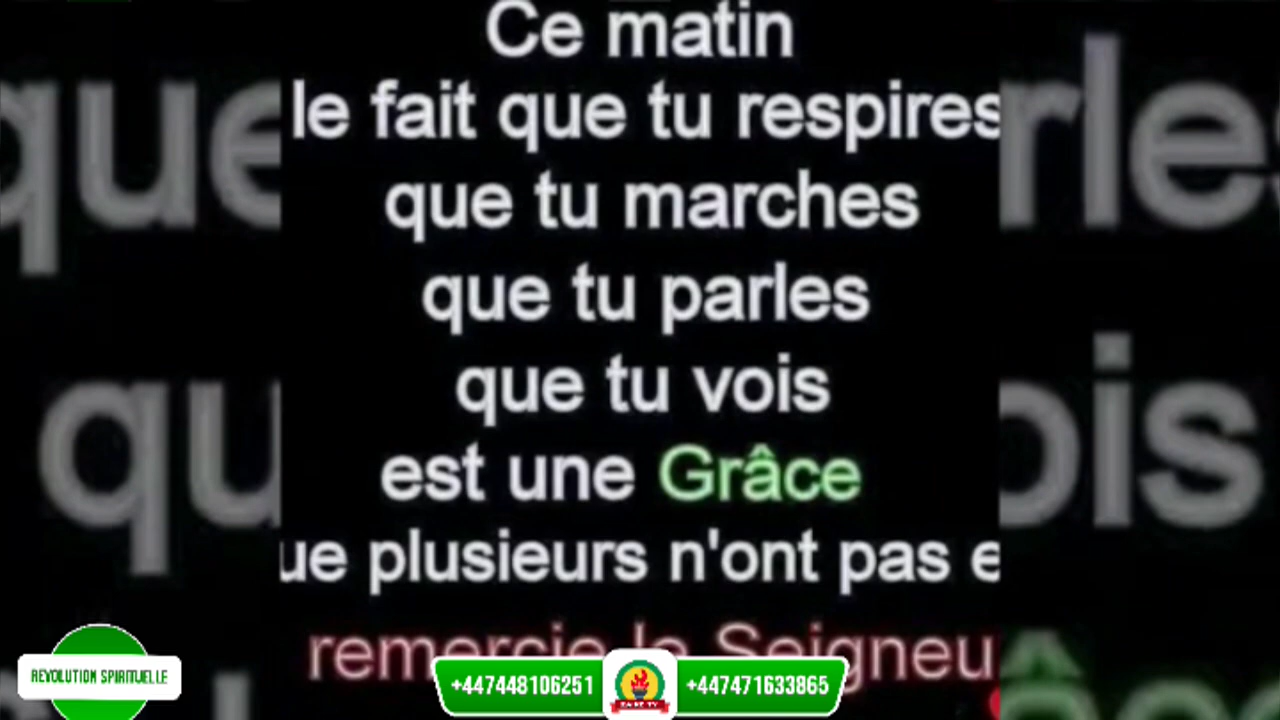 Ce matin
le fait que tu respires
que tu marches
que tu parles
que tu vois
est une Grâce
ue plusieurs n'ont pas e
remercie le Seigneu
REVOLUTION SPIRITUELLE
+447448106251
+447471633865